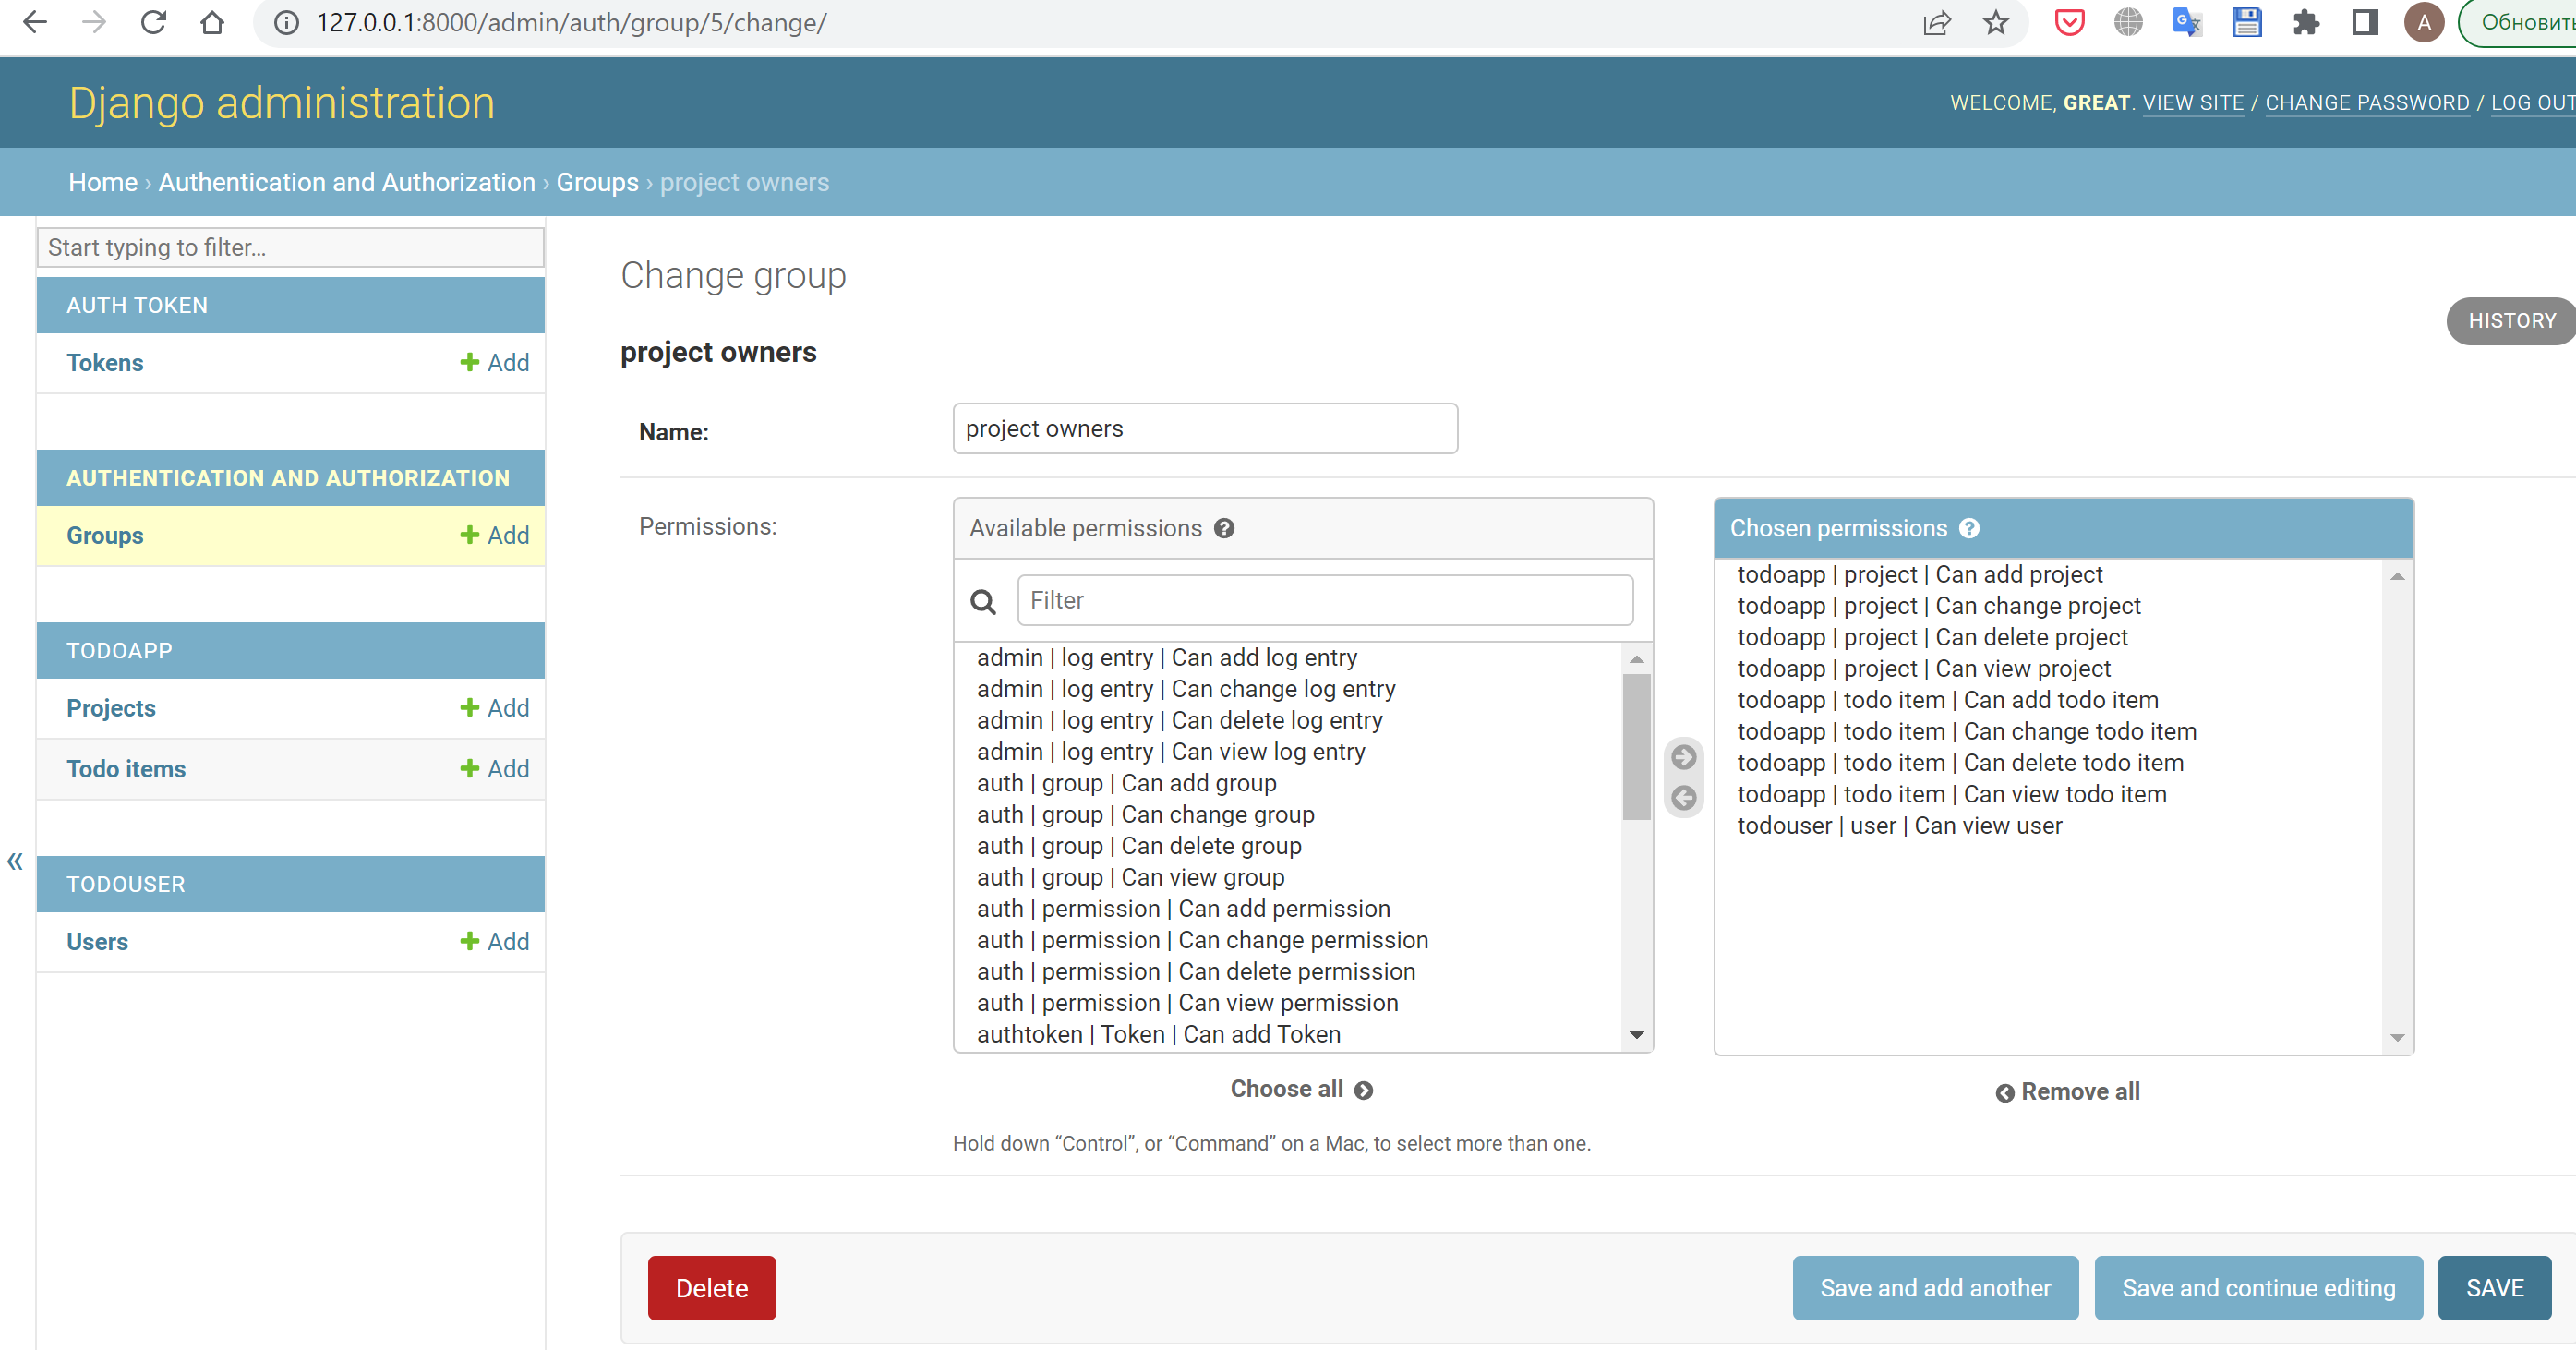 127.0.0.1:8000/admin/auth/group/5/change/
A
Обновить
Django administration
WELCOME, GREAT. VIEW SITE / CHANGE PASSWORD / LOG OUT
Home › Authentication and Authorization › Groups › project owners
Start typing to filter...
AUTH TOKEN
Tokens
Add
AUTHENTICATION AND AUTHORIZATION
Groups
Add
TODOAPP
Projects
Add
Todo items
Add
«
TODOUSER
Users
Add
Change group
HISTORY
project owners
Name:
project owners
Permissions:
Available permissions ?
Filter
admin | log entry | Can add log entry
admin | log entry | Can change log entry
admin | log entry | Can delete log entry
admin | log entry | Can view log entry
auth | group | Can add group
auth | group | Can change group
auth | group | Can delete group
auth | group | Can view group
auth | permission | Can add permission
auth | permission | Can change permission
auth | permission | Can delete permission
auth | permission | Can view permission
authtoken | Token | Can add Token
Choose all
Chosen permissions ?
todoapp | project | Can add project
todoapp | project | Can change project
todoapp | project | Can delete project
todoapp | project | Can view project
todoapp | todo item | Can add todo item
todoapp | todo item | Can change todo item
todoapp | todo item | Can delete todo item
todoapp | todo item | Can view todo item
todouser | user | Can view user
Remove all
Hold down “Control”, or “Command” on a Mac, to select more than one.
Delete
Save and add another
Save and continue editing
SAVE